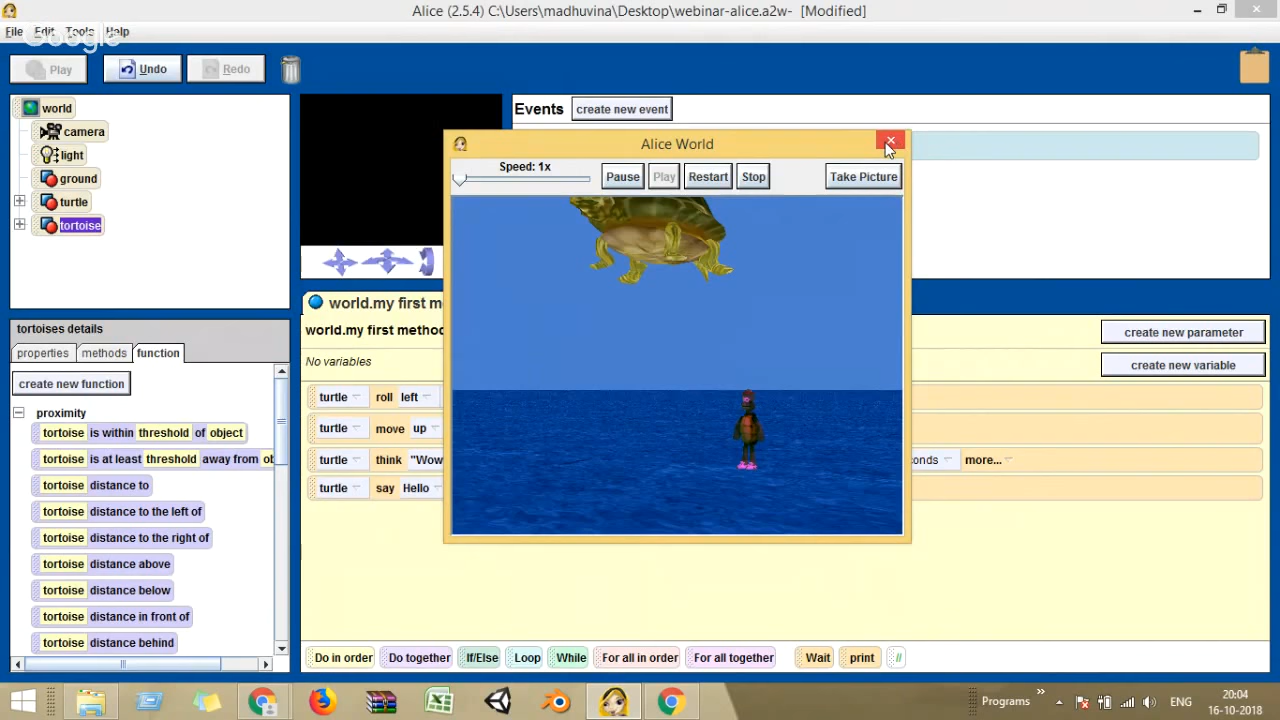 Alice (2.5.4) C:\Users\madhuvina\Desktop\webinar-alice.a2w- [Modified]
File Edit Tools Help
Google
Play Undo Redo
world
camera
light
ground
turtle
tortoise
Events create new event
Alice World
Speed: 1x
Pause Play Restart Stop Take Picture
world.my first m
world.my first metho
create new parameter
No variables
create new variable
turtle roll left
turtle move up
turtle think "Wow
conds more...
turtle say Hello
tortoises details
properties methods function
create new function
proximity
tortoise is within threshold of object
tortoise is at least threshold away from ob
tortoise distance to
tortoise distance to the left of
tortoise distance to the right of
tortoise distance above
tortoise distance below
tortoise distance in front of
tortoise distance behind
Do in order Do together If/Else Loop While For all in order For all together Wait print //
Programs ENG
20:04
16-10-2018